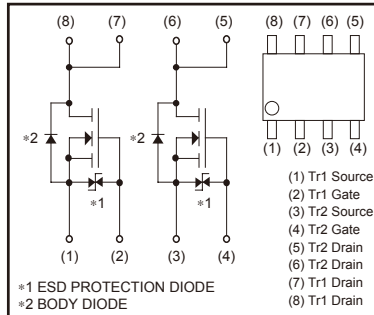 (8) (7) (6) (5)
(8) (7) (6) (5)
*2 *2
*1 *1
(1) (2) (3) (4)
(1) (2) (3) (4)
(1) Tr1 Source
(2) Tr1 Gate
(3) Tr2 Source
(4) Tr2 Gate
(5) Tr2 Drain
(6) Tr2 Drain
(7) Tr1 Drain
(8) Tr1 Drain
*1 ESD PROTECTION DIODE
*2 BODY DIODE